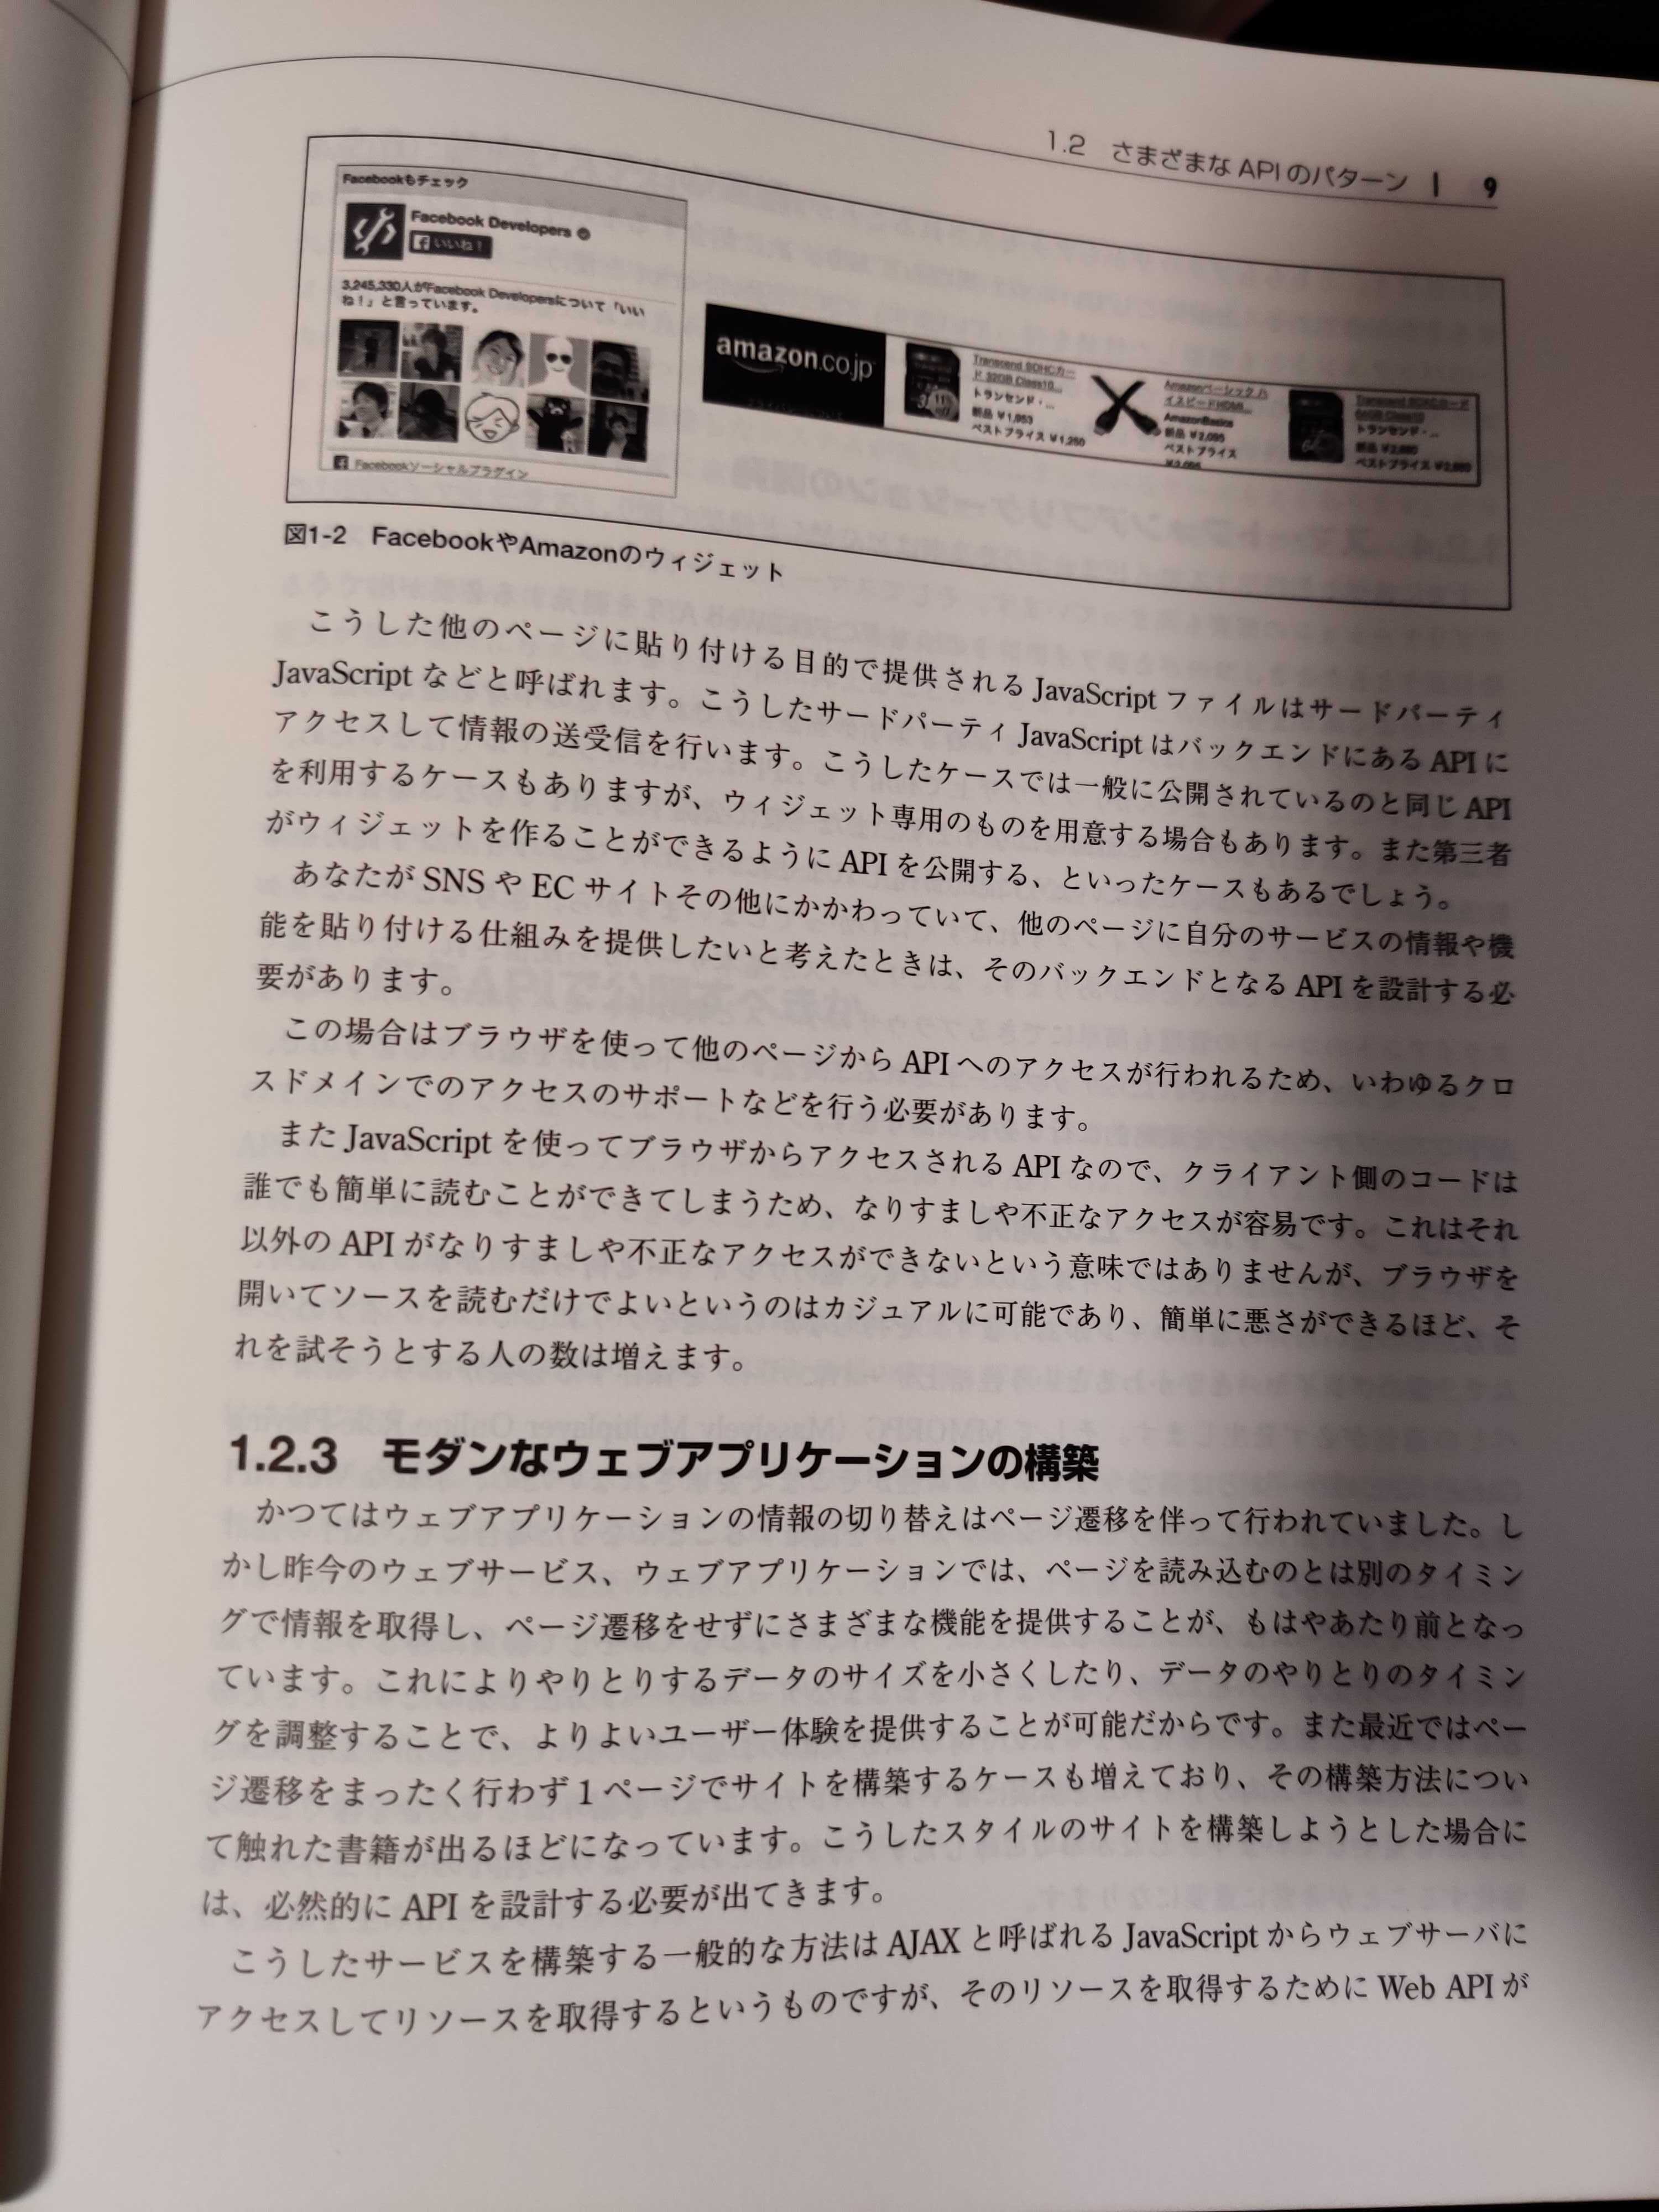 1.2 さまざまな API のパターン | 9
Facebookもチェック
Facebook Developers
いいね！
3,245,330人がFacebook Developersについて「いい
ね！」と言っています。
Facebookソーシャルプラグイン
amazon.co.jp
Transcend SDHCカー
ド 32GB Class10...
トランセンド・...
新品 ¥1,953
ベストプライス ¥1,250
Amazonベーシック ハ
イスピードHDMI...
AmazonBasics
新品 ¥2,095
ベストプライス
トランセンド・...
図1-2 FacebookやAmazonのウィジェット
こうした他のページに貼り付ける目的で提供される JavaScript ファイルはサードパーティ
JavaScript などと呼ばれます。こうしたサードパーティ JavaScript はバックエンドにある API に
アクセスして情報の送受信を行います。こうしたケースでは一般に公開されているのと同じ API
を利用するケースもありますが、ウィジェット専用のものを用意する場合もあります。また第三者
がウィジェットを作ることができるように API を公開する、といったケースもあるでしょう。
あなたが SNS や EC サイトその他にかかわっていて、他のページに自分のサービスの情報や機
能を貼り付ける仕組みを提供したいと考えたときは、そのバックエンドとなる API を設計する必
要があります。
この場合はブラウザを使って他のページから API へのアクセスが行われるため、いわゆるクロ
スドメインでのアクセスのサポートなどを行う必要があります。
また JavaScript を使ってブラウザからアクセスされる API なので、クライアント側のコードは
誰でも簡単に読むことができてしまうため、なりすましや不正なアクセスが容易です。これはそれ
以外の API がなりすましや不正なアクセスができないという意味ではありませんが、ブラウザを
開いてソースを読むだけでよいというのはカジュアルに可能であり、簡単に悪さができるほど、そ
れを試そうとする人の数は増えます。
1.2.3 モダンなウェブアプリケーションの構築
かつてはウェブアプリケーションの情報の切り替えはページ遷移を伴って行われていました。し
かし昨今のウェブサービス、ウェブアプリケーションでは、ページを読み込むのとは別のタイミン
グで情報を取得し、ページ遷移をせずにさまざまな機能を提供することが、もはやあたり前となっ
ています。これによりやりとりするデータのサイズを小さくしたり、データのやりとりのタイミン
グを調整することで、よりよいユーザー体験を提供することが可能だからです。また最近ではペー
ジ遷移をまったく行わず 1 ページでサイトを構築するケースも増えており、その構築方法につい
て触れた書籍が出るほどになっています。こうしたスタイルのサイトを構築しようとした場合に
は、必然的に API を設計する必要が出てきます。
こうしたサービスを構築する一般的な方法は AJAX と呼ばれる JavaScript からウェブサーバに
アクセスしてリソースを取得するというものですが、そのリソースを取得するために Web API が